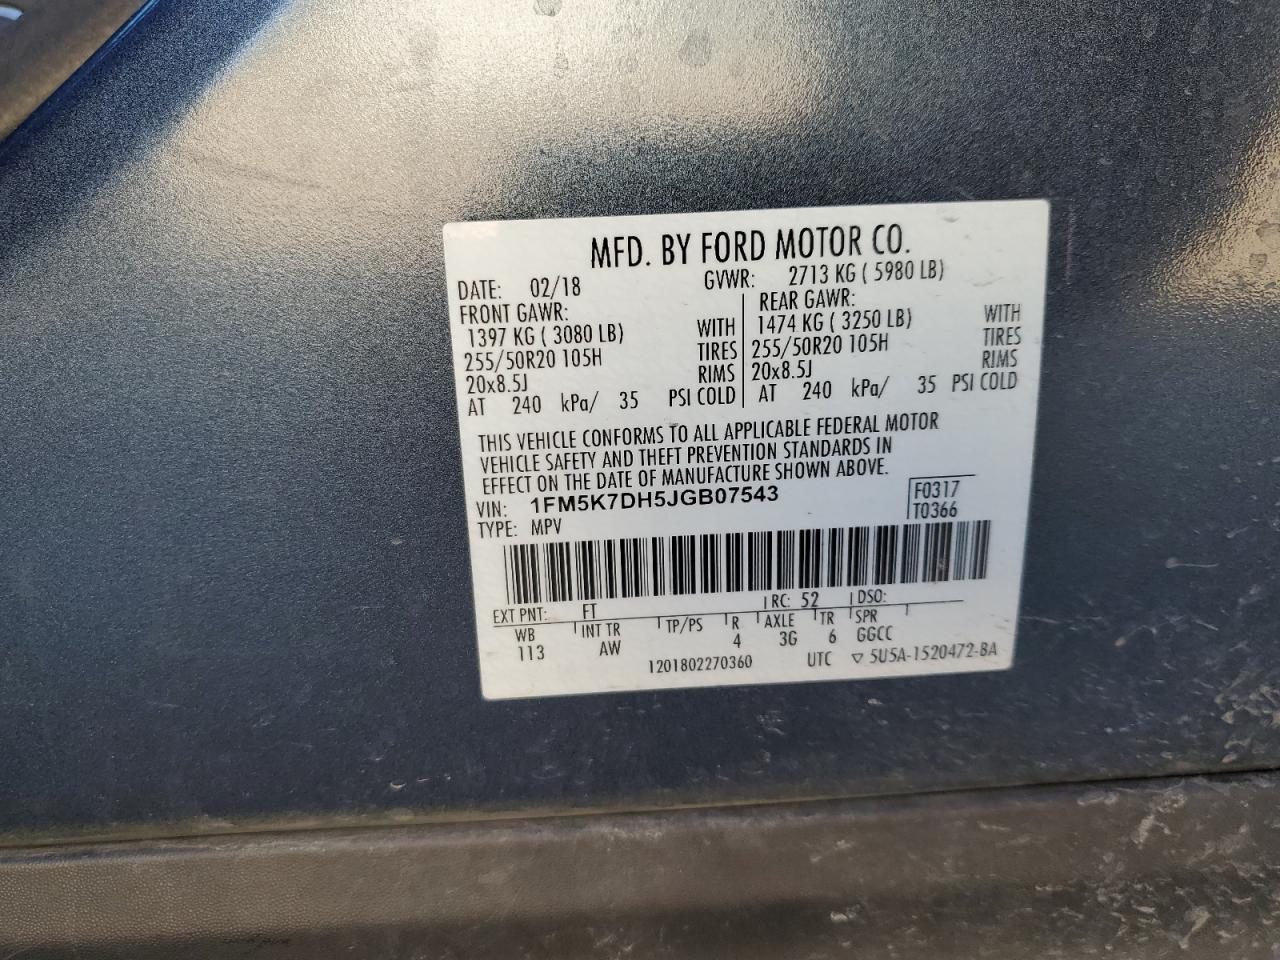 MFD. BY FORD MOTOR CO.
DATE: 02/18 GVWR: 2713 KG ( 5980 LB)
FRONT GAWR: REAR GAWR:
1397 KG ( 3080 LB) WITH 1474 KG ( 3250 LB) WITH
255/50R20 105H TIRES 255/50R20 105H TIRES
20x8.5J RIMS 20x8.5J RIMS
AT 240 kPa/ 35 PSI COLD AT 240 kPa/ 35 PSI COLD
THIS VEHICLE CONFORMS TO ALL APPLICABLE FEDERAL MOTOR
VEHICLE SAFETY AND THEFT PREVENTION STANDARDS IN
EFFECT ON THE DATE OF MANUFACTURE SHOWN ABOVE.
VIN: 1FM5K7DH5JGB07543 F0317
TYPE: MPV T0366
EXT PNT: FT RC: 52 DSO:
WB INT TR TP/PS R AXLE TR SPR
113 AW 4 3G 6 GGCC
1201802270360 UTC ▽ 5U5A-1520472-BA